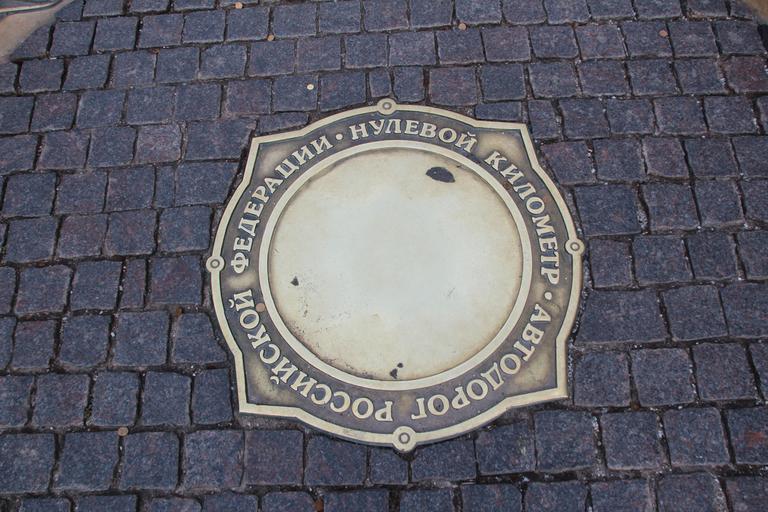 НУЛЕВОЙ КИЛОМЕТР · АВТОДОРОГ РОССИЙСКОЙ ФЕДЕРАЦИИ ·